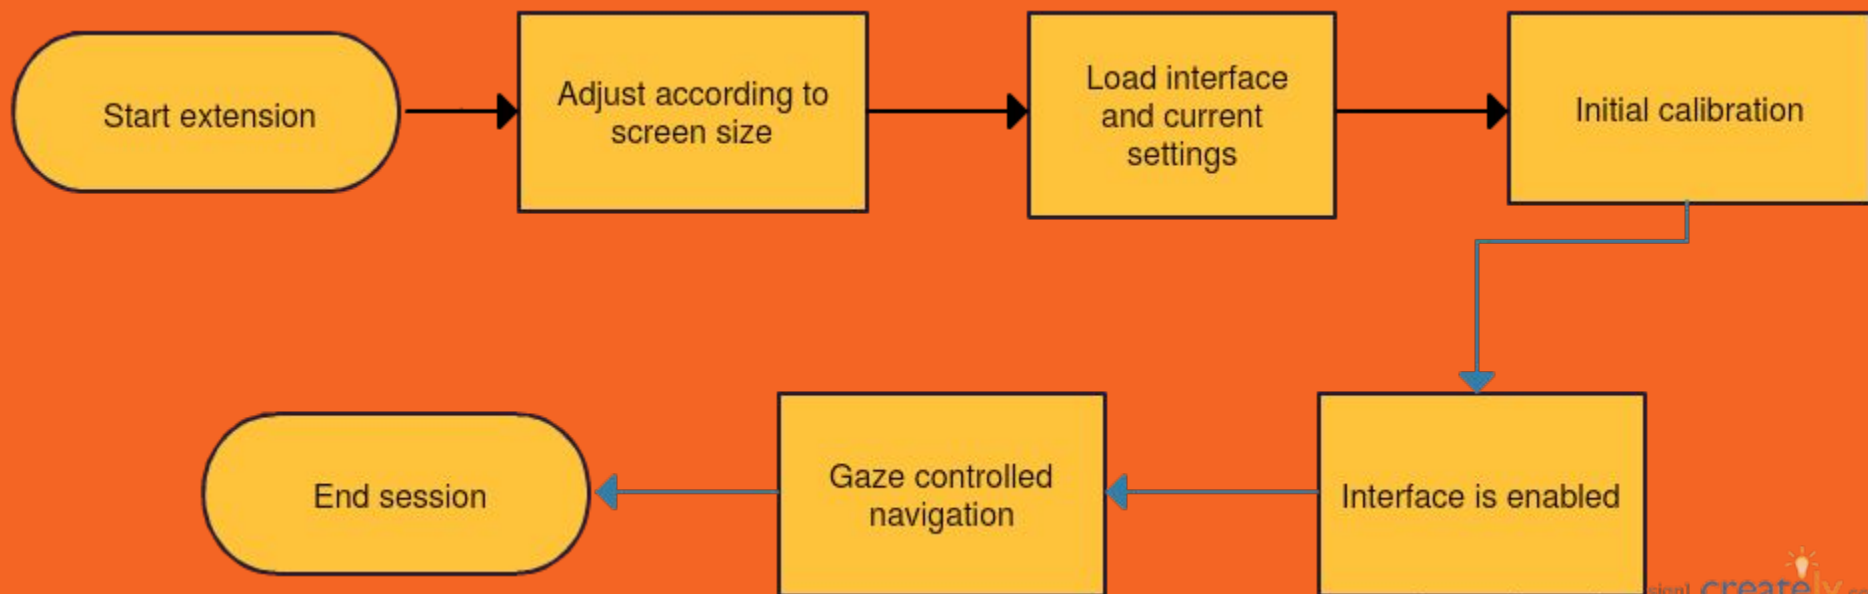 Start extension
Adjust according to
screen size
Load interface
and current
settings
Initial calibration
End session
Gaze controlled
navigation
Interface is enabled
creately